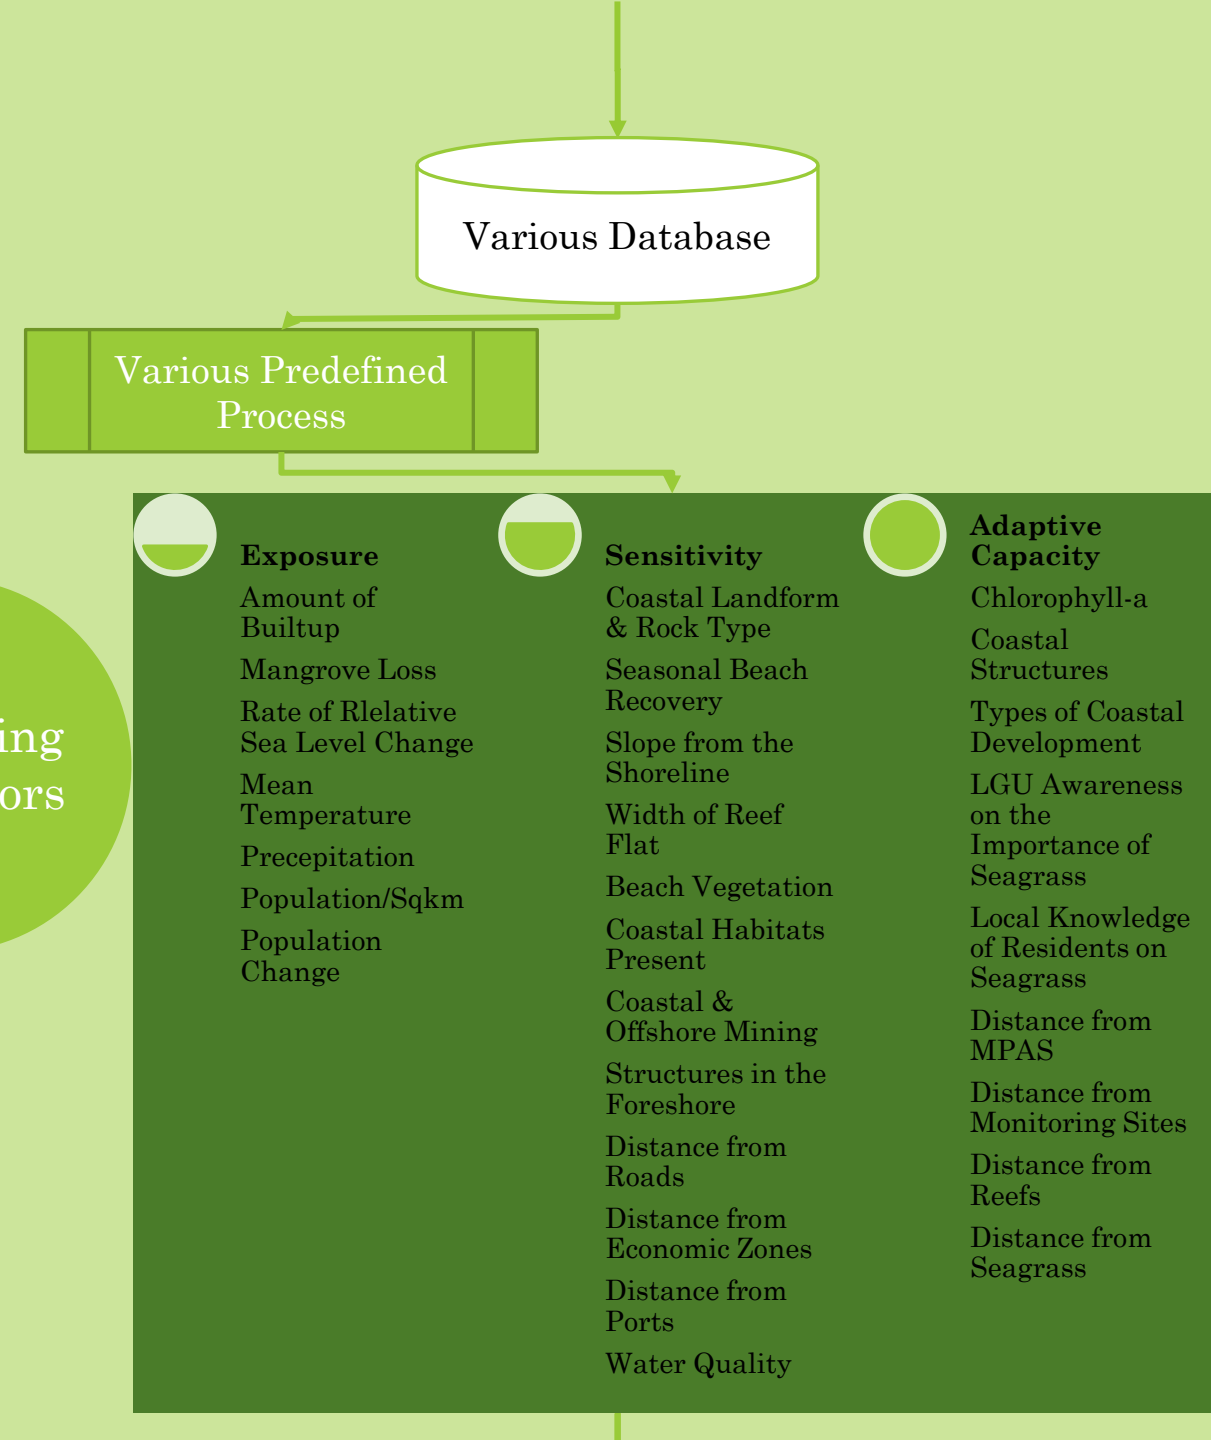 Various Database
Various Predefined
Process
ing
ors
Exposure
Amount of
Builtup
Mangrove Loss
Rate of Rlelative
Sea Level Change
Mean
Temperature
Precepitation
Population/Sqkm
Population
Change
Sensitivity
Coastal Landform
& Rock Type
Seasonal Beach
Recovery
Slope from the
Shoreline
Width of Reef
Flat
Beach Vegetation
Coastal Habitats
Present
Coastal &
Offshore Mining
Structures in the
Foreshore
Distance from
Roads
Distance from
Economic Zones
Distance from
Ports
Water Quality
Adaptive
Capacity
Chlorophyll-a
Coastal
Structures
Types of Coastal
Development
LGU Awareness
on the
Importance of
Seagrass
Local Knowledge
of Residents on
Seagrass
Distance from
MPAS
Distance from
Monitoring Sites
Distance from
Reefs
Distance from
Seagrass